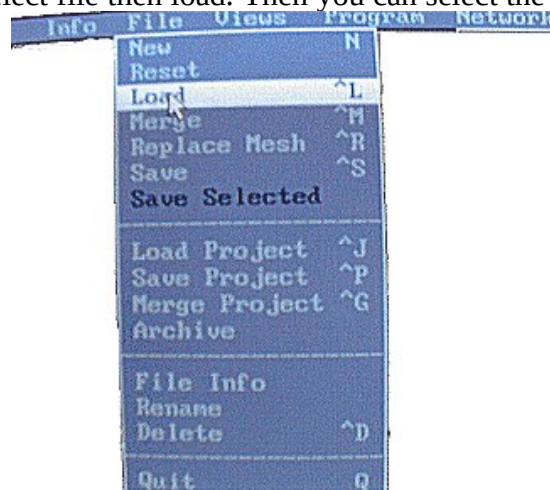 lect file then load. Then you can select the
Info File Views Program Network
New N
Reset
Load ^L
Merge ^M
Replace Mesh ^R
Save ^S
Save Selected
Load Project ^J
Save Project ^P
Merge Project ^G
Archive
File Info
Rename
Delete ^D
Quit Q